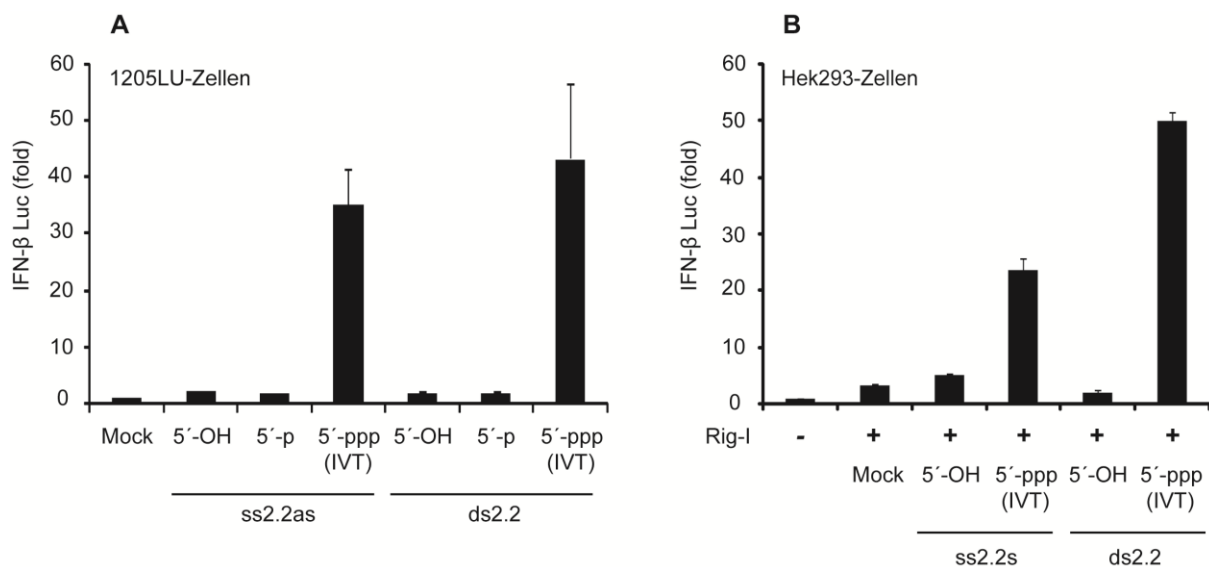 A
1205LU-Zellen
IFN-β Luc (fold)
60
50
40
30
20
10
0
Mock 5´-OH 5´-p 5´-ppp 5´-OH 5´-p 5´-ppp
(IVT) (IVT)
ss2.2as ds2.2
B
Hek293-Zellen
IFN-β Luc (fold)
60
50
40
30
20
10
0
Rig-I - + + + + +
Mock 5´-OH 5´-ppp 5´-OH 5´-ppp
(IVT) (IVT)
ss2.2s ds2.2